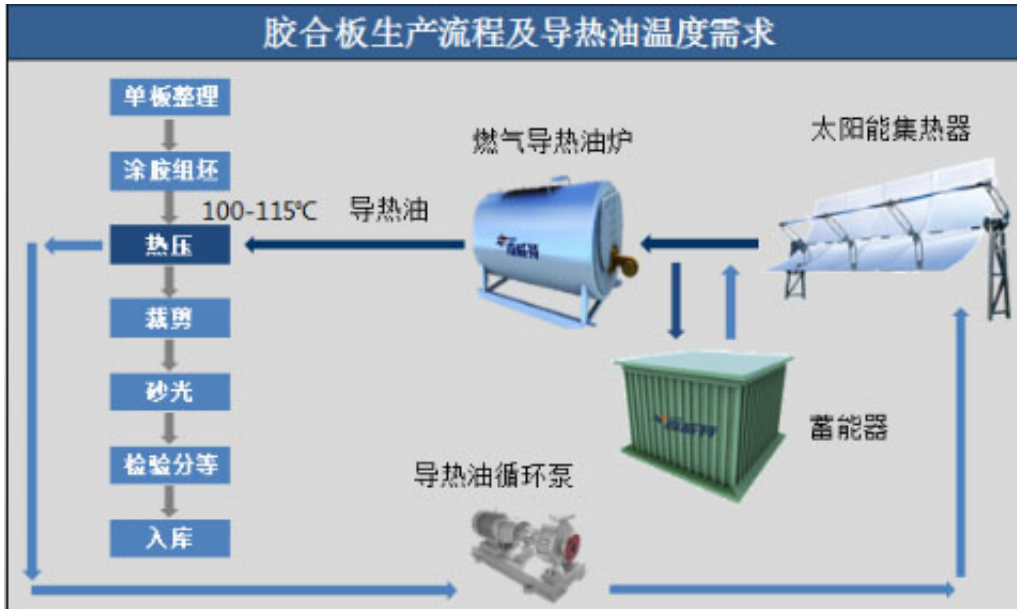 胶合板生产流程及导热油温度需求
单板整理
涂胶组坯
100-115℃ 导热油
热压
裁剪
砂光
检验分等
入库
燃气导热油炉
太阳能集热器
蓄能器
导热油循环泵